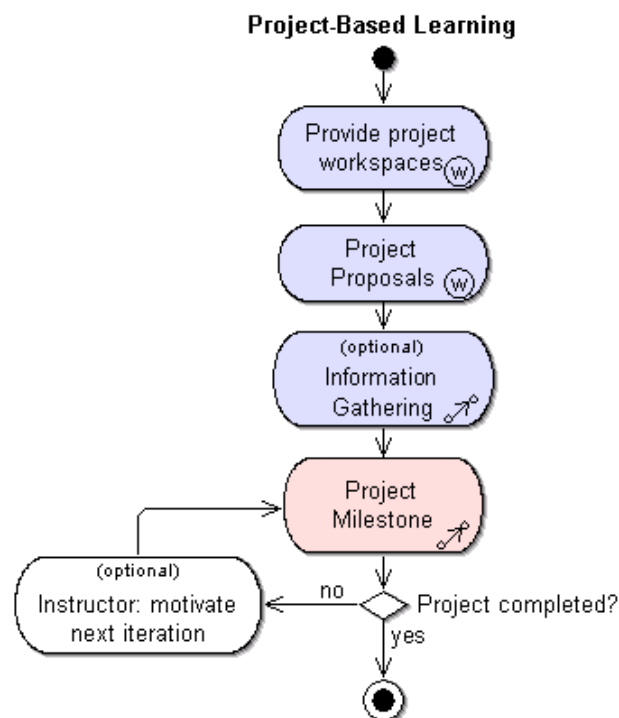 Project-Based Learning
Provide project
workspaces
W
Project
Proposals
W
(optional)
Information
Gathering
Project
Milestone
(optional)
Instructor: motivate
next iteration
no
Project completed?
yes